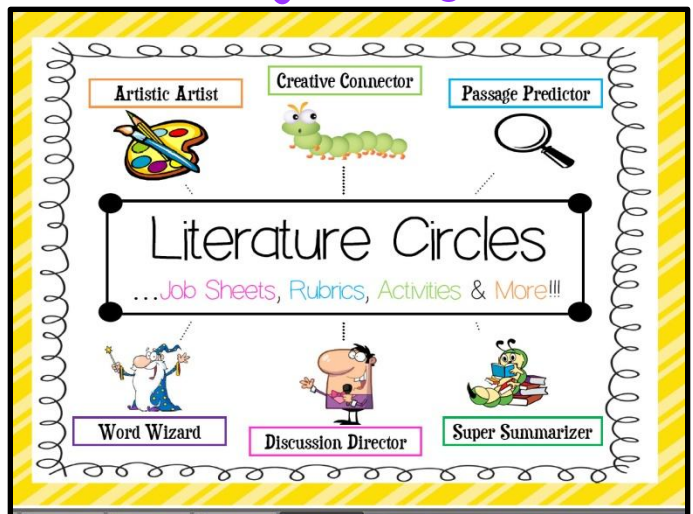 Creative Connector
Artistic Artist
Passage Predictor
Literature Circles
...Job Sheets, Rubrics, Activities & More!!!
Word Wizard
Discussion Director
Super Summarizer